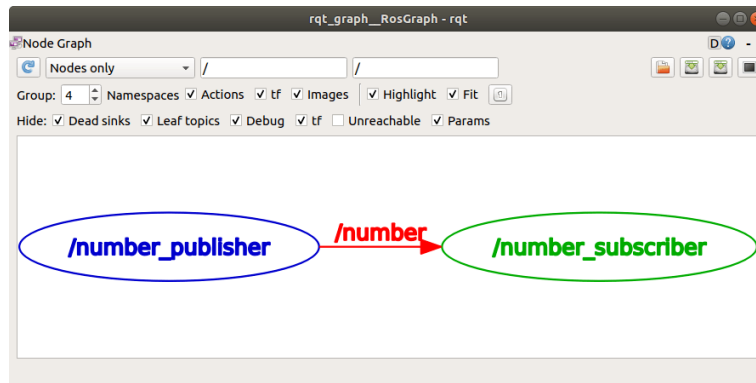 rqt_graph__RosGraph - rqt
Node Graph D -
Nodes only / /
Group: 4 Namespaces Actions tf Images Highlight Fit
Hide: Dead sinks Leaf topics Debug tf Unreachable Params
/number_publisher /number /number_subscriber